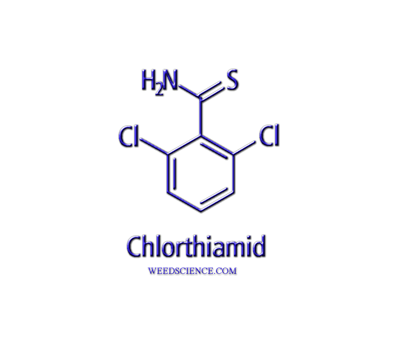 H2N S
Cl Cl
Chlorthiamid
WEEDSCIENCE.COM